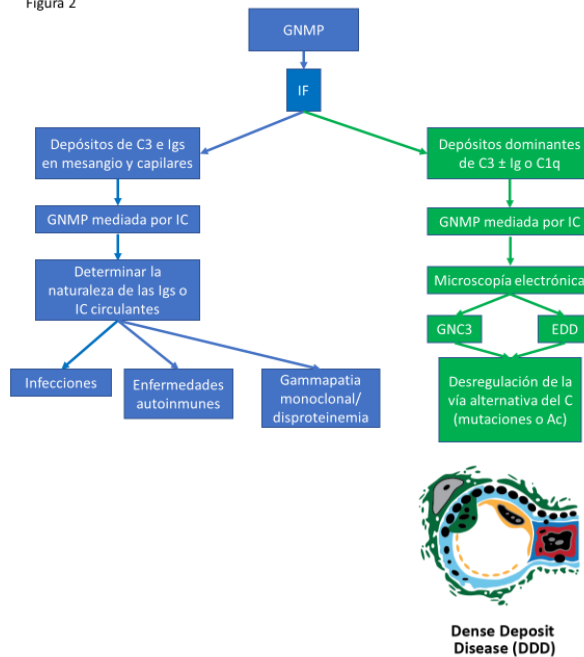 Figura 2
GNMP
IF
Depósitos de C3 e Igs
en mesangio y capilares
GNMP mediada por IC
Determinar la
naturaleza de las Igs o
IC circulantes
Infecciones
Enfermedades
autoinmunes
Gammapatia
monoclonal/
disproteinemia
Depósitos dominantes
de C3 ± Ig o C1q
GNMP mediada por IC
Microscopía electrónica
GNC3
EDD
Desregulación de la
vía alternativa del C
(mutaciones o Ac)
Dense Deposit
Disease (DDD)